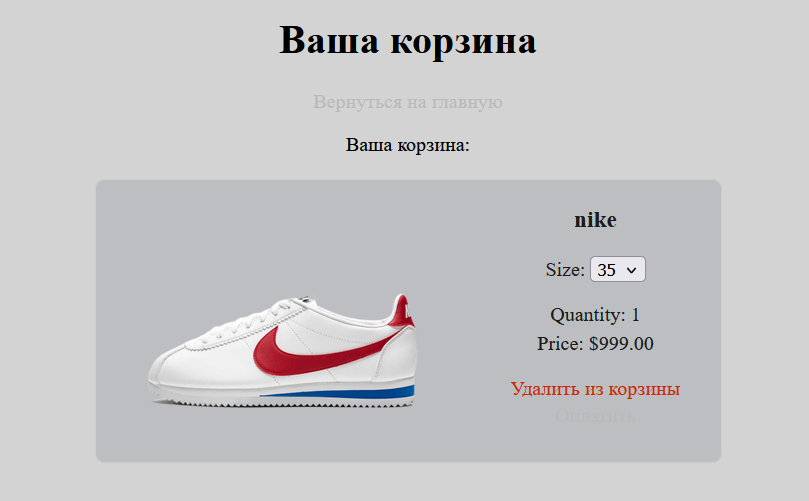 Ваша корзина
Вернуться на главную
Ваша корзина:
nike
Size: 35
Quantity: 1
Price: $999.00
Удалить из корзины
Оплатить